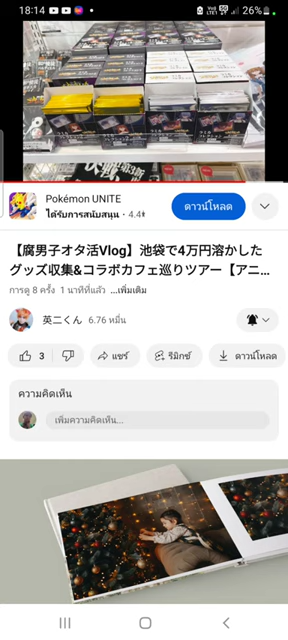 18:14
26%
Pokémon UNITE
ได้รับการสนับสนุน · 4.4
ดาวน์โหลด
【腐男子オタ活Vlog】池袋で4万円溶かした
グッズ収集&コラボカフェ巡りツアー【アニ...
การดู 8 ครั้ง 1 นาทีที่แล้ว ...เพิ่มเติม
英二くん 6.76 หมื่น
3 แชร์ รีมิกซ์ ดาวน์โหลด
ความคิดเห็น
เพิ่มความคิดเห็น...